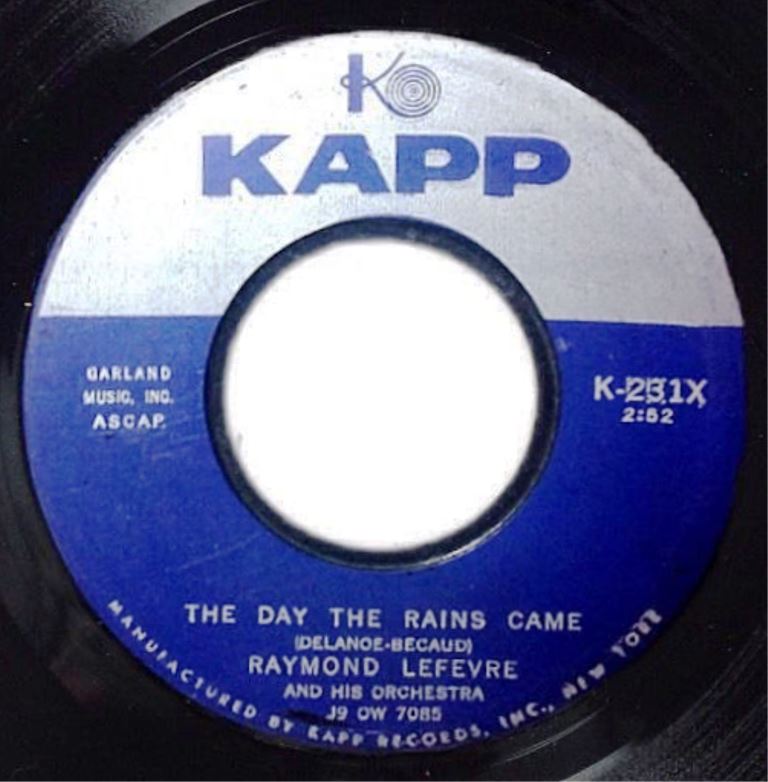 KAPP
GARLAND
MUSIC, INC.
ASCAP.
K-231X
2:52
THE DAY THE RAINS CAME
(DELANOE-BECAUD)
RAYMOND LEFEVRE
AND HIS ORCHESTRA
J9 OW 7085
MANUFACTURED BY KAPP RECORDS, INC., NEW YORK